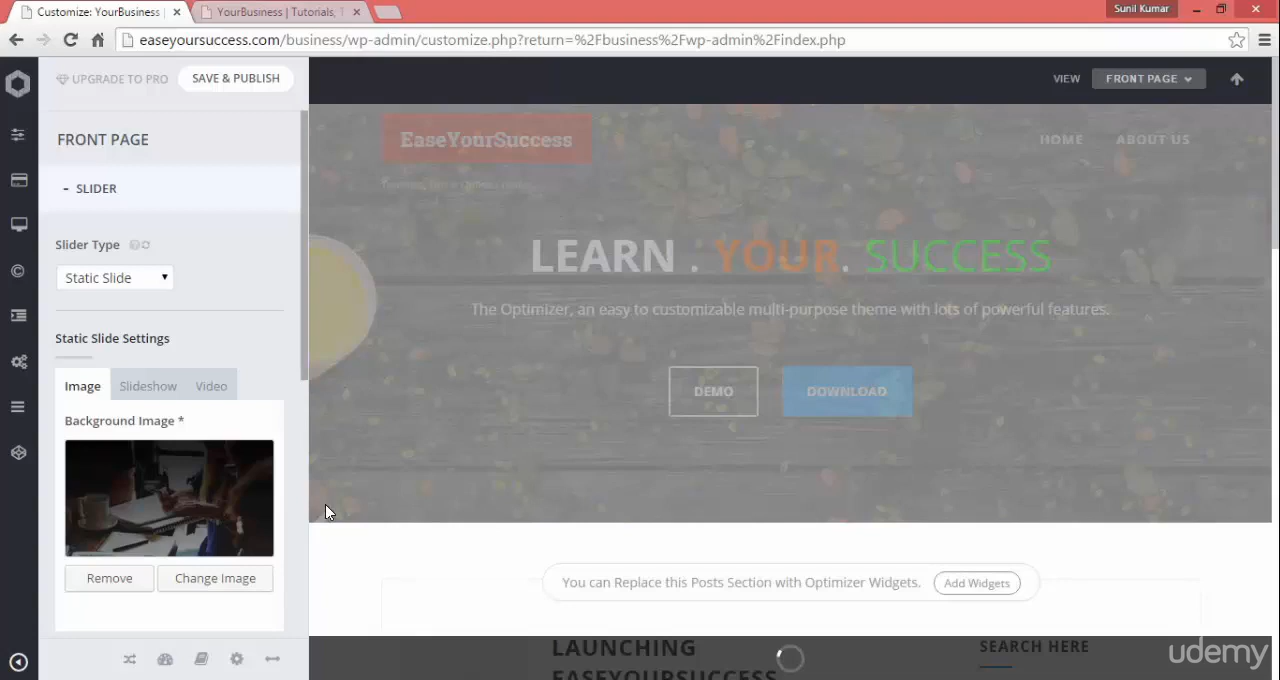 Customize: YourBusiness |
YourBusiness | Tutorials, T
Sunil Kumar
easeyoursuccess.com/business/wp-admin/customize.php?return=%2Fbusiness%2Fwp-admin%2Findex.php
UPGRADE TO PRO
SAVE & PUBLISH
VIEW
FRONT PAGE
FRONT PAGE
- SLIDER
Slider Type
Static Slide
Static Slide Settings
Image
Slideshow
Video
Background Image *
Remove
Change Image
EaseYourSuccess
HOME
ABOUT US
LEARN . YOUR. SUCCESS
The Optimizer, an easy to customizable multi-purpose theme with lots of powerful features.
DEMO
DOWNLOAD
You can Replace this Posts Section with Optimizer Widgets.
Add Widgets
LAUNCHING
EASEYOURSUCCESS
SEARCH HERE
udemy